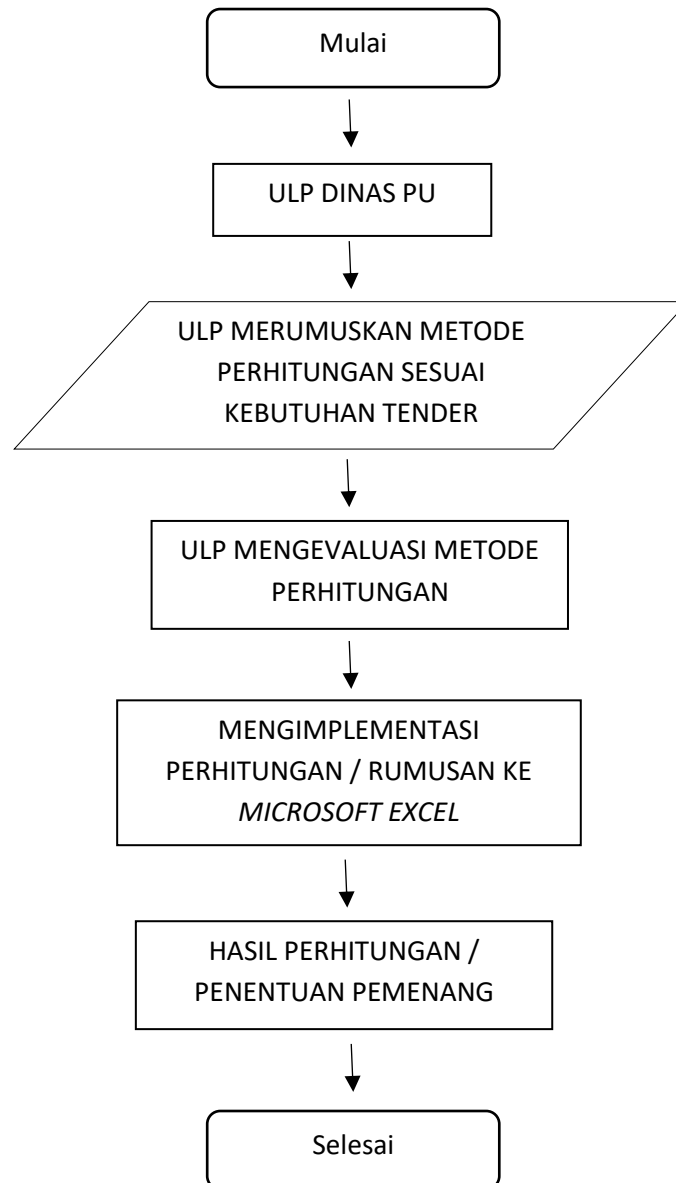 Mulai
ULP DINAS PU
ULP MERUMUSKAN METODE
PERHITUNGAN SESUAI
KEBUTUHAN TENDER
ULP MENGEVALUASI METODE
PERHITUNGAN
MENGIMPLEMENTASI
PERHITUNGAN / RUMUSAN KE
MICROSOFT EXCEL
HASIL PERHITUNGAN /
PENENTUAN PEMENANG
Selesai